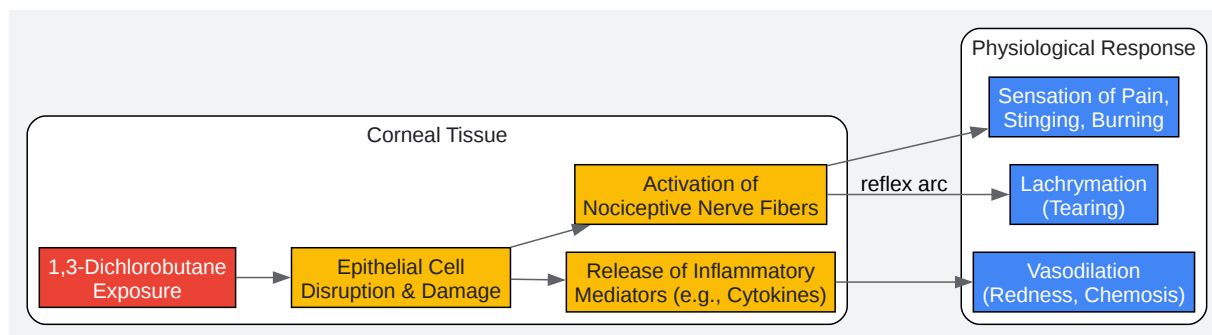 Physiological Response
Sensation of Pain,
Stinging, Burning
Corneal Tissue
Activation of
Nociceptive Nerve Fibers
reflex arc
Lachrymation
(Tearing)
1,3-Dichlorobutane
Exposure
Epithelial Cell
Disruption & Damage
Release of Inflammatory
Mediators (e.g., Cytokines)
Vasodilation
(Redness, Chemosis)